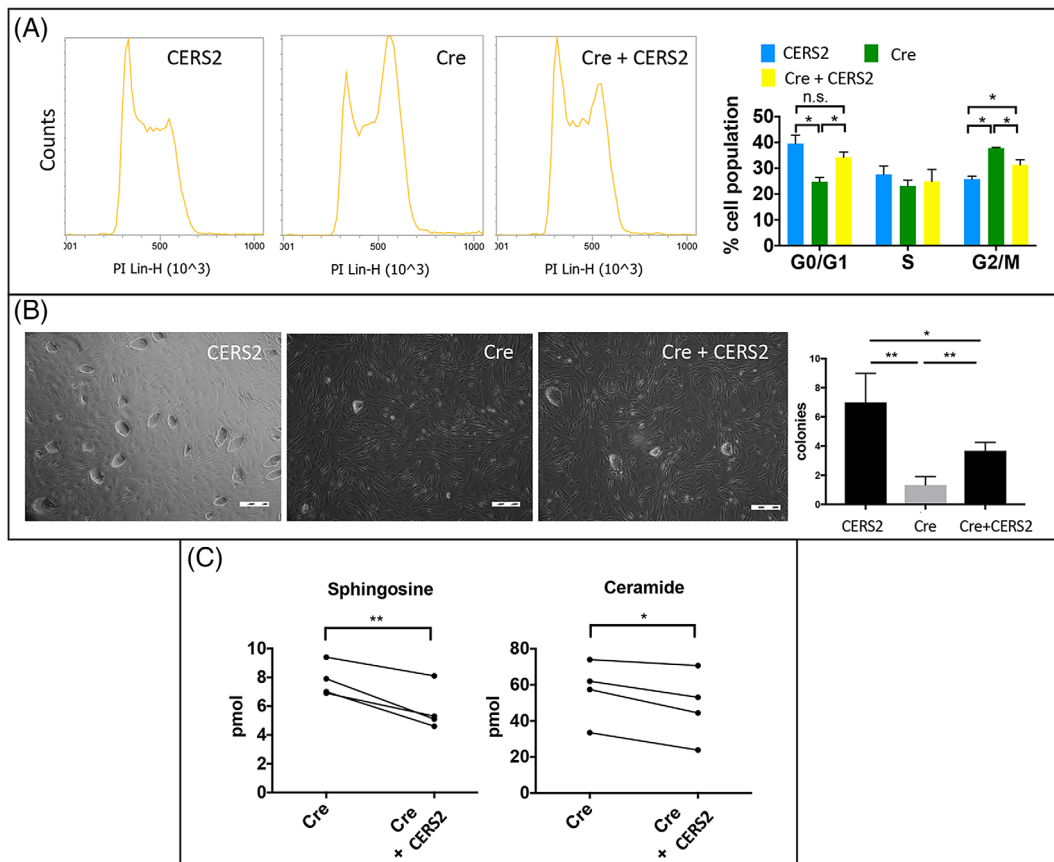 (A)
CERS2
Cre
Cre + CERS2
Counts
001
500
1000
PI Lin-H (10^3)
001
500
1000
PI Lin-H (10^3)
001
500
1000
PI Lin-H (10^3)
CERS2
Cre
Cre + CERS2
% cell population
50
40
30
20
10
0
n.s.
*
*
*
*
*
G0/G1
S
G2/M
(B)
CERS2
Cre
Cre + CERS2
colonies
10
8
6
4
2
0
*
**
**
CERS2
Cre
Cre+CERS2
(C)
Sphingosine
**
pmol
10
8
6
4
2
0
Cre
Cre
+ CERS2
Ceramide
*
pmol
80
60
40
20
0
Cre
Cre
+ CERS2